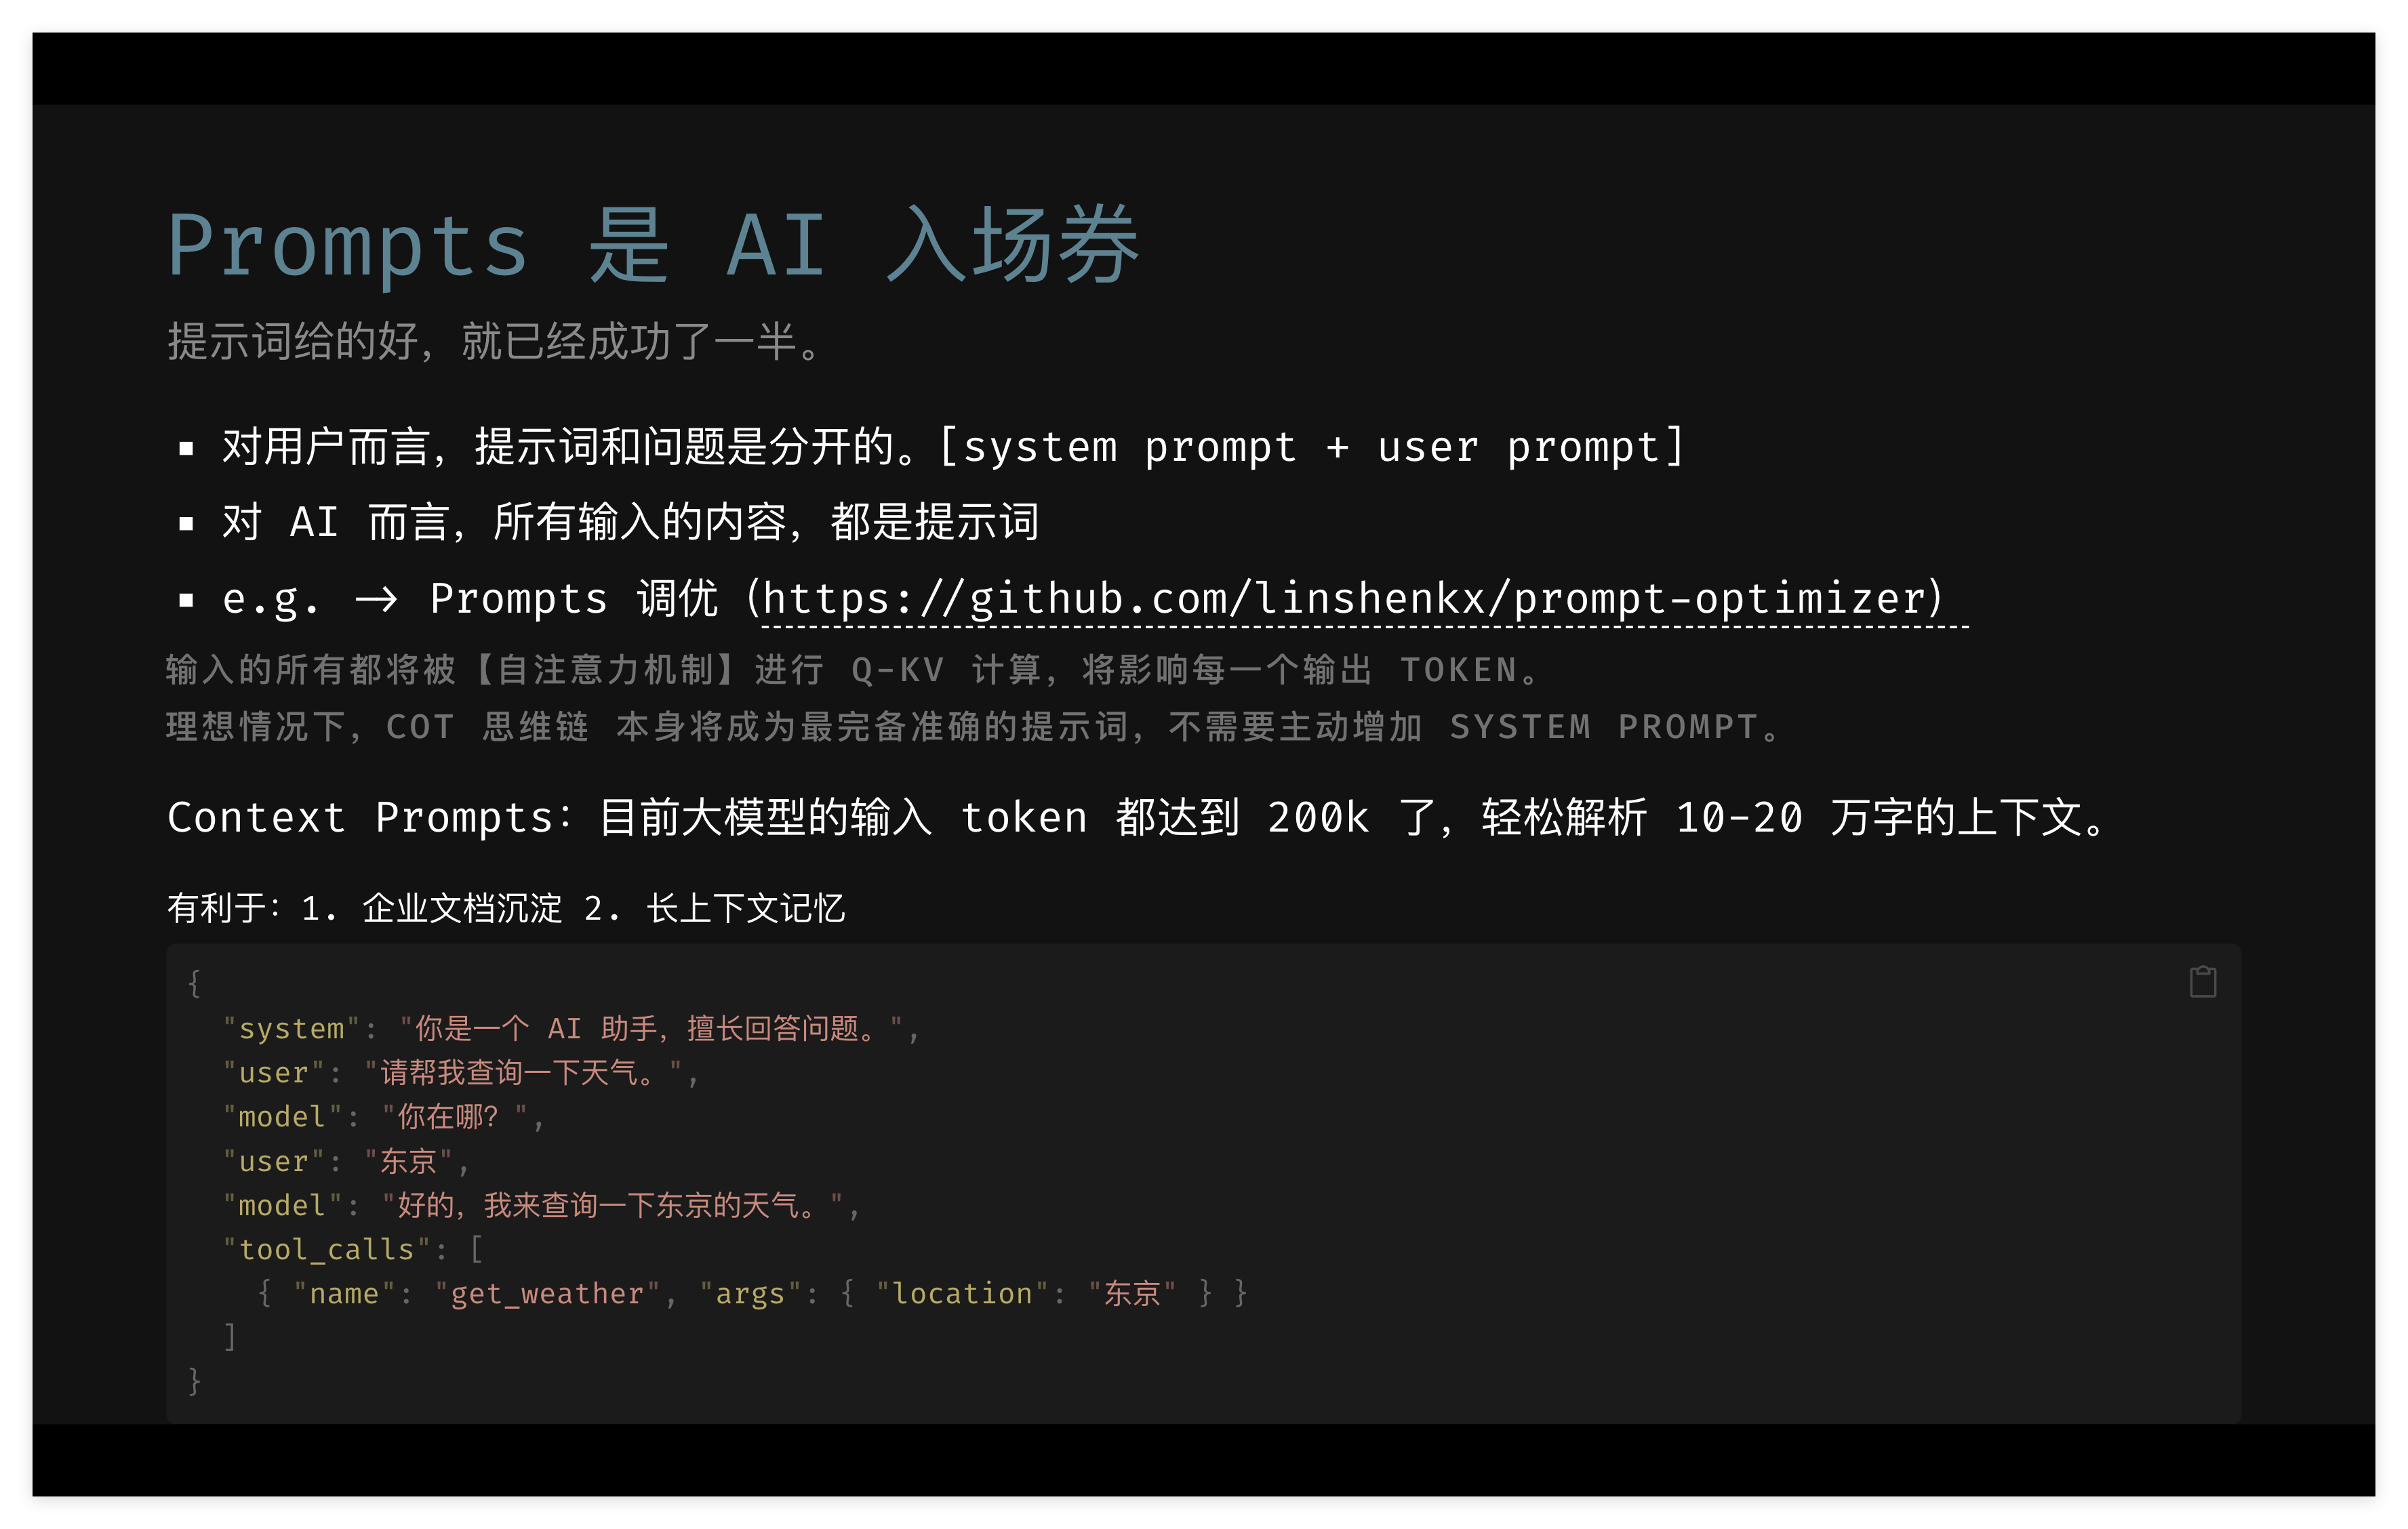 Prompts 是 AI 入场券
提示词给的好，就已经成功了一半。
▪ 对用户而言，提示词和问题是分开的。[system prompt + user prompt]
▪ 对 AI 而言，所有输入的内容，都是提示词
▪ e.g. → Prompts 调优（https://github.com/linshenkx/prompt-optimizer）
输入的所有都将被【自注意力机制】进行 Q-KV 计算，将影响每一个输出 TOKEN。
理想情况下，COT 思维链 本身将成为最完备准确的提示词，不需要主动增加 SYSTEM PROMPT。
Context Prompts：目前大模型的输入 token 都达到 200k 了，轻松解析 10-20 万字的上下文。
有利于：1. 企业文档沉淀 2. 长上下文记忆
{
  "system": "你是一个 AI 助手，擅长回答问题。",
  "user": "请帮我查询一下天气。",
  "model": "你在哪？",
  "user": "东京",
  "model": "好的，我来查询一下东京的天气。",
  "tool_calls": [
    { "name": "get_weather", "args": { "location": "东京" } }
  ]
}